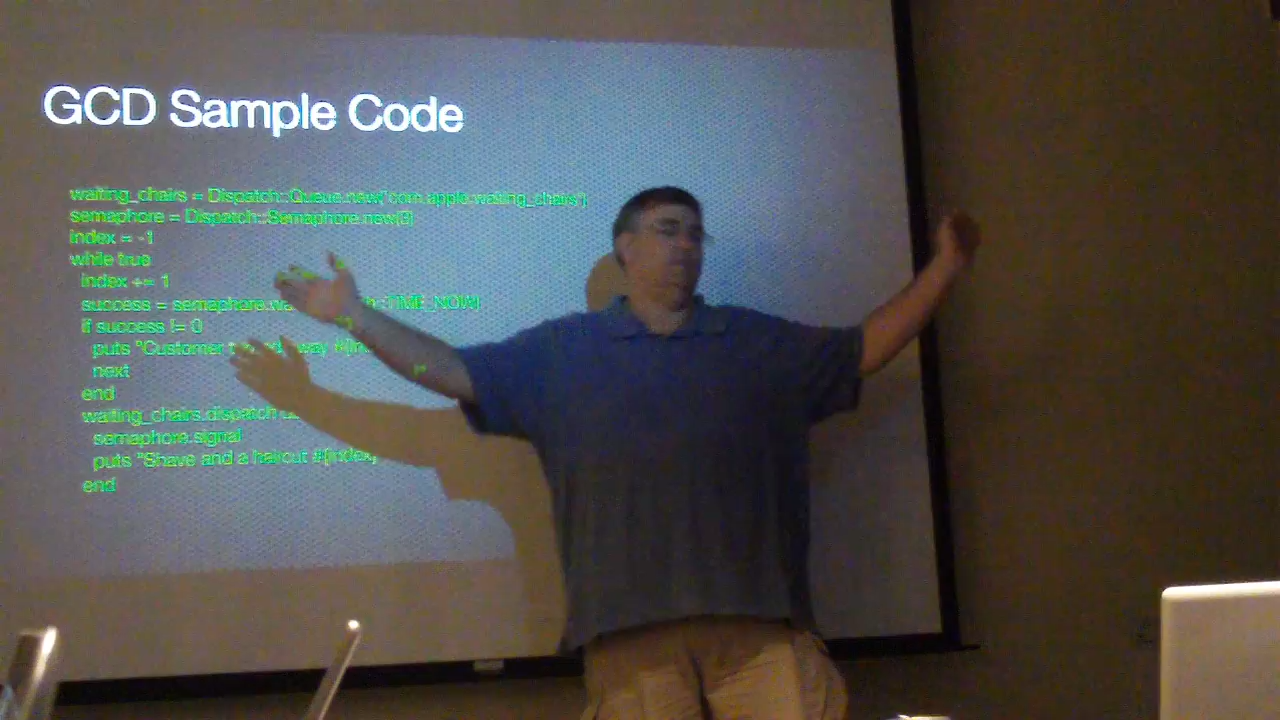 GCD Sample Code
waiting_chairs = Dispatch::Queue.new('com.apple.waiting_chairs')
semaphore = Dispatch::Semaphore.new(3)
index = -1
while true
index += 1
success = semaphore.wa h::TIME_NOW)
if success != 0
puts "Customer way #{ind
next
end
waiting_chairs.dispatch
semaphore.signal
puts "Shave and a haircut #{index}
end